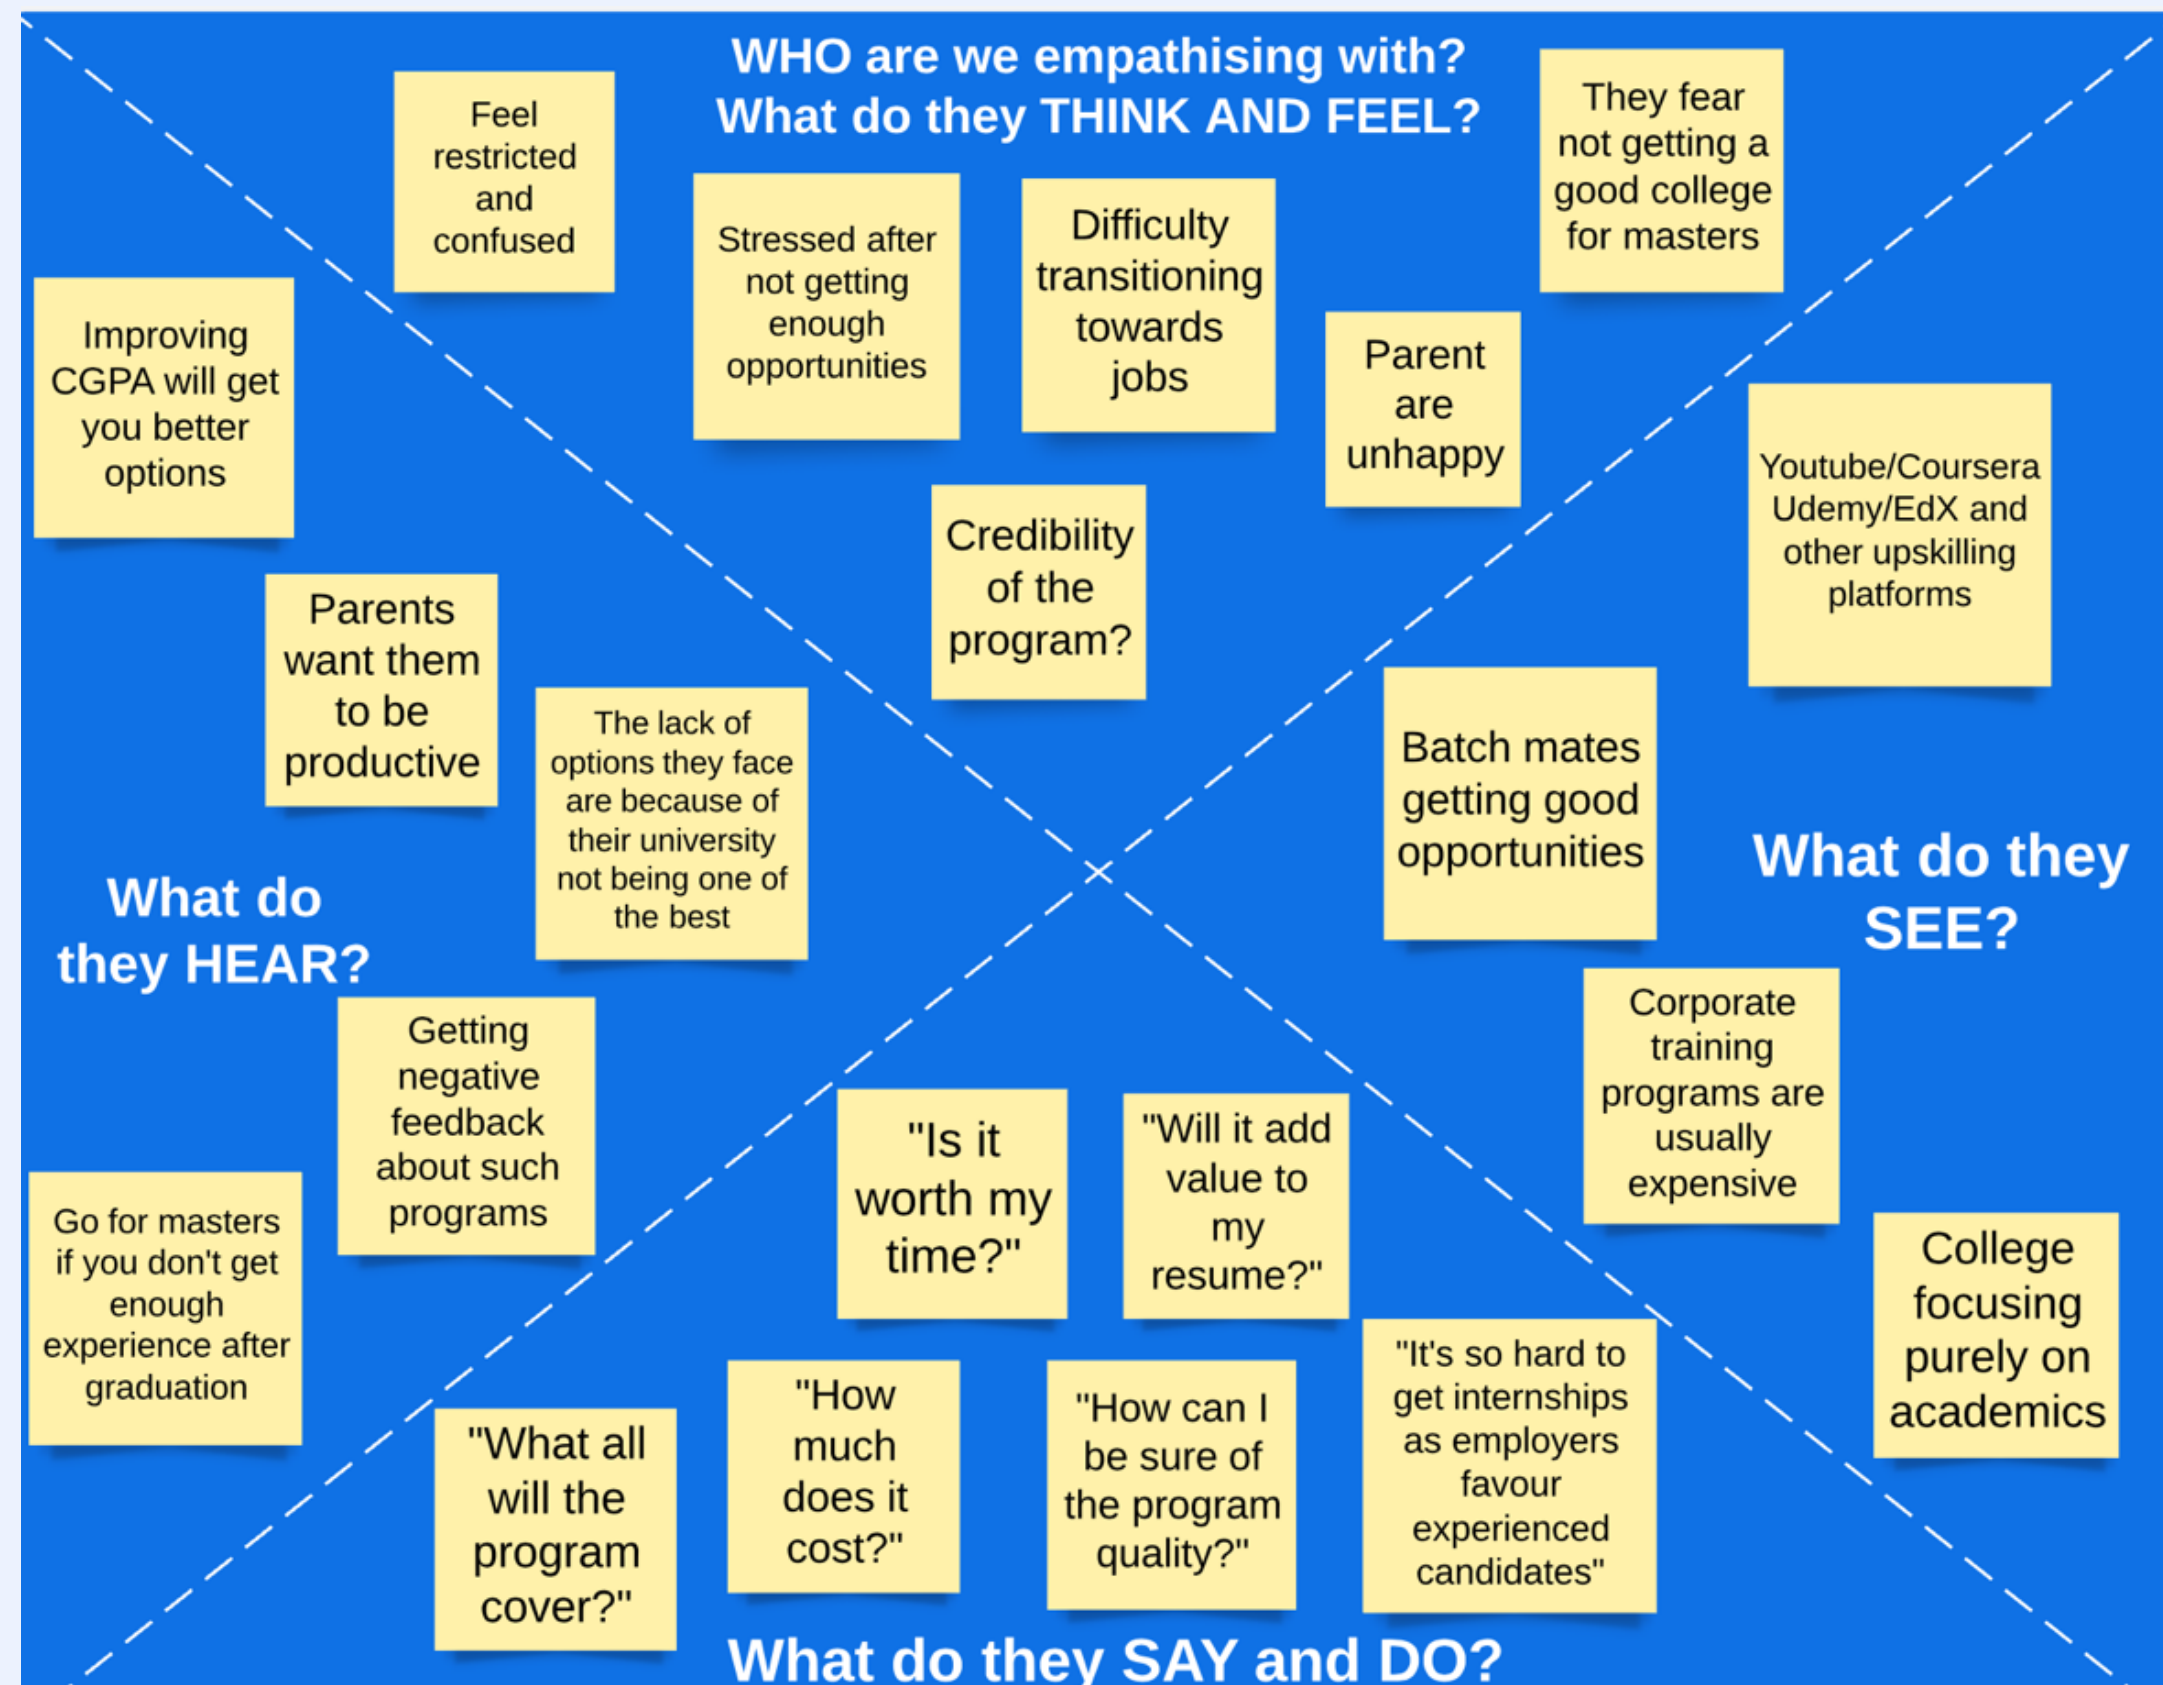 WHO are we empathising with?
What do they THINK AND FEEL?
Feel
restricted
and
confused
Stressed after
not getting
enough
opportunities
Difficulty
transitioning
towards
jobs
Parent
are
unhappy
They fear
not getting a
good college
for masters
Credibility
of the
program?
Improving
CGPA will get
you better
options
Parents
want them
to be
productive
The lack of
options they face
are because of
their university
not being one of
the best
What do
they HEAR?
Getting
negative
feedback
about such
programs
Go for masters
if you don't get
enough
experience after
graduation
Youtube/Coursera
Udemy/EdX and
other upskilling
platforms
Batch mates
getting good
opportunities
What do they
SEE?
Corporate
training
programs are
usually
expensive
College
focusing
purely on
academics
"Is it
worth my
time?"
"Will it add
value to
my
resume?"
"What all
will the
program
cover?"
"How
much
does it
cost?"
"How can I
be sure of
the program
quality?"
"It's so hard to
get internships
as employers
favour
experienced
candidates"
What do they SAY and DO?